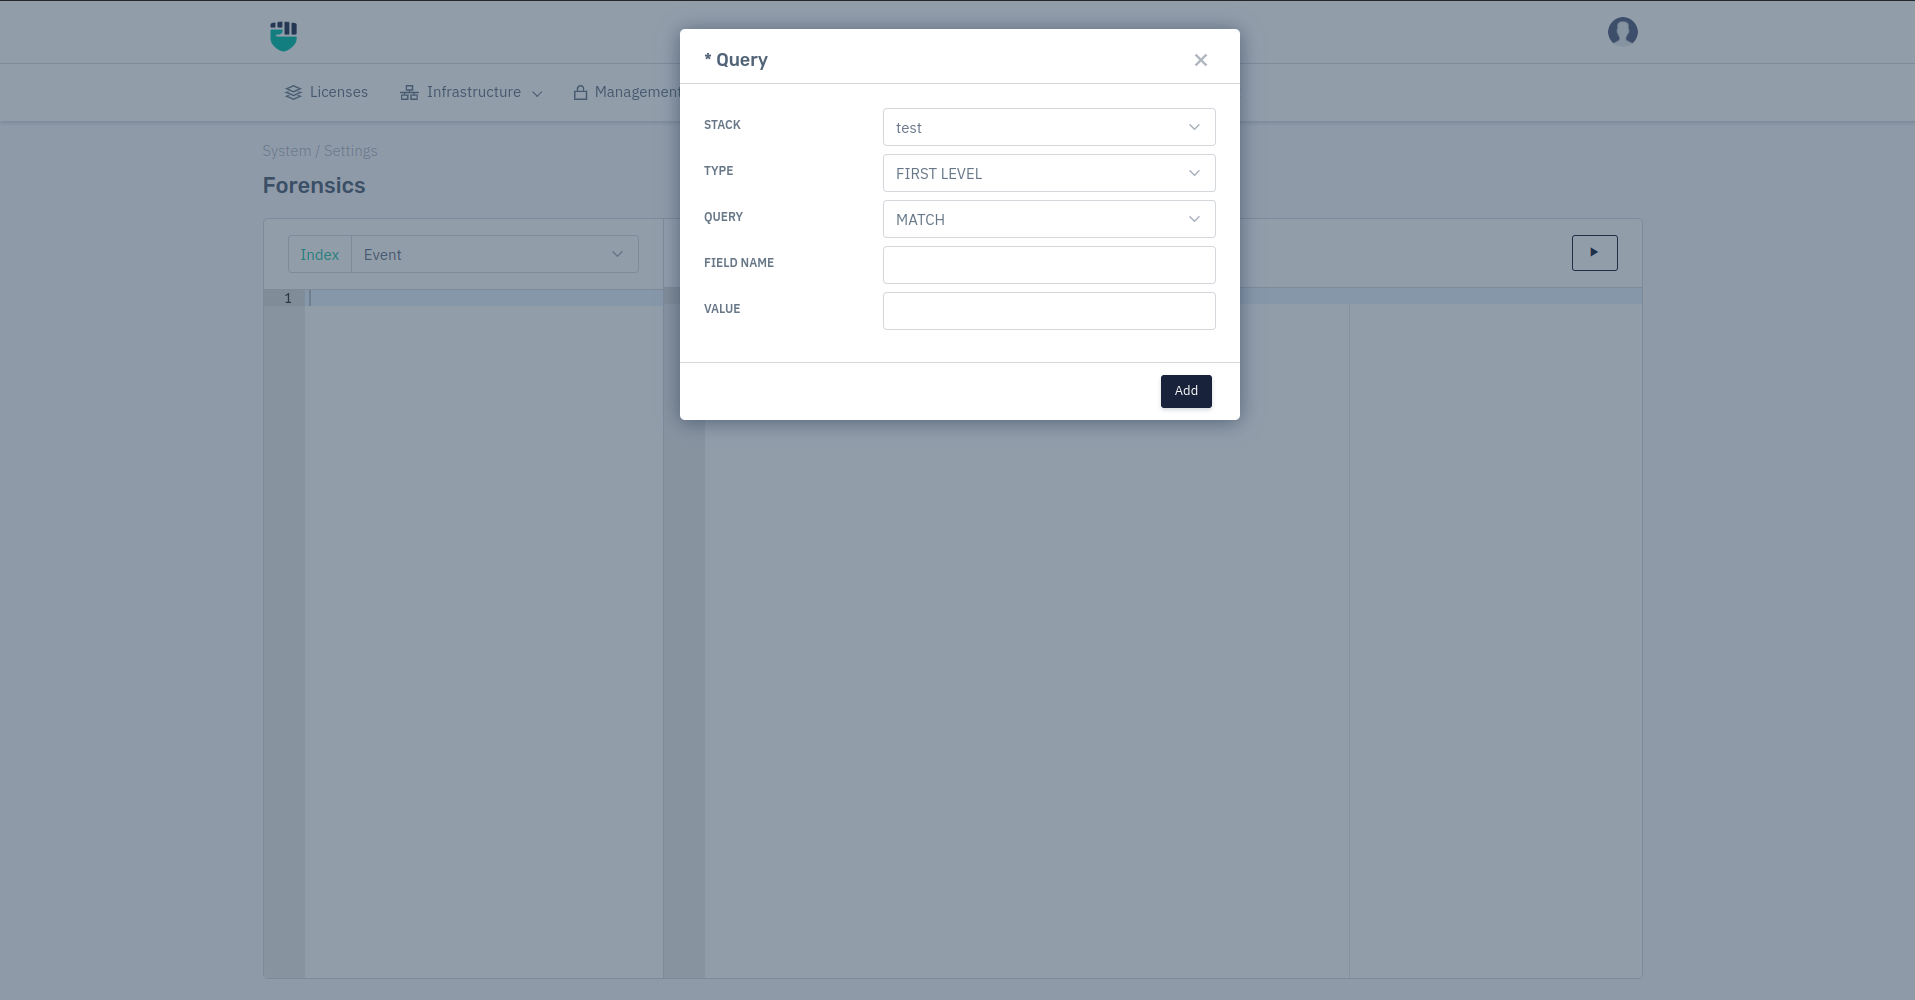 * Query
Licenses
Infrastructure
Management
System / Settings
Forensics
Index
Event
1
STACK
test
TYPE
FIRST LEVEL
QUERY
MATCH
FIELD NAME
VALUE
Add